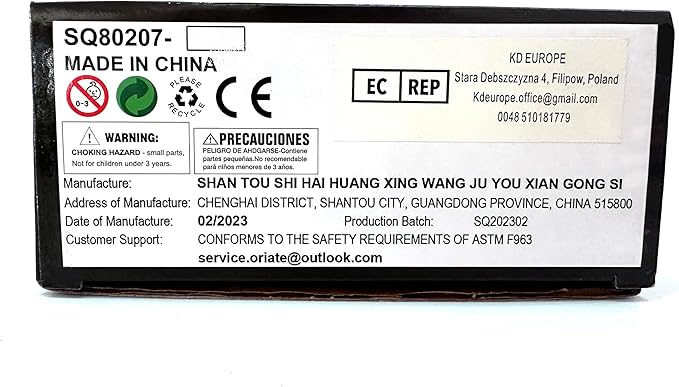 SQ80207-
MADE IN CHINA
0-3
PLEASE
RECYCLE
CE
EC REP
KD EUROPE
Stara Debszczyzna 4, Filipow, Poland
Kdeurope.office@gmail.com
0048 510181779
WARNING:
CHOKING HAZARD - small parts,
Not for children under 3 years.
PRECAUCIONES
PELIGRO DE AHDGARSE-Contiene
partes pequeñas.No recomendable
para niños menores de 3 años.
Manufacture: SHAN TOU SHI HAI HUANG XING WANG JU YOU XIAN GONG SI
Address of Manufacture: CHENGHAI DISTRICT, SHANTOU CITY, GUANGDONG PROVINCE, CHINA 515800
Date of Manufacture: 02/2023 Production Batch: SQ202302
Customer Support: CONFORMS TO THE SAFETY REQUIREMENTS OF ASTM F963
service.oriate@outlook.com